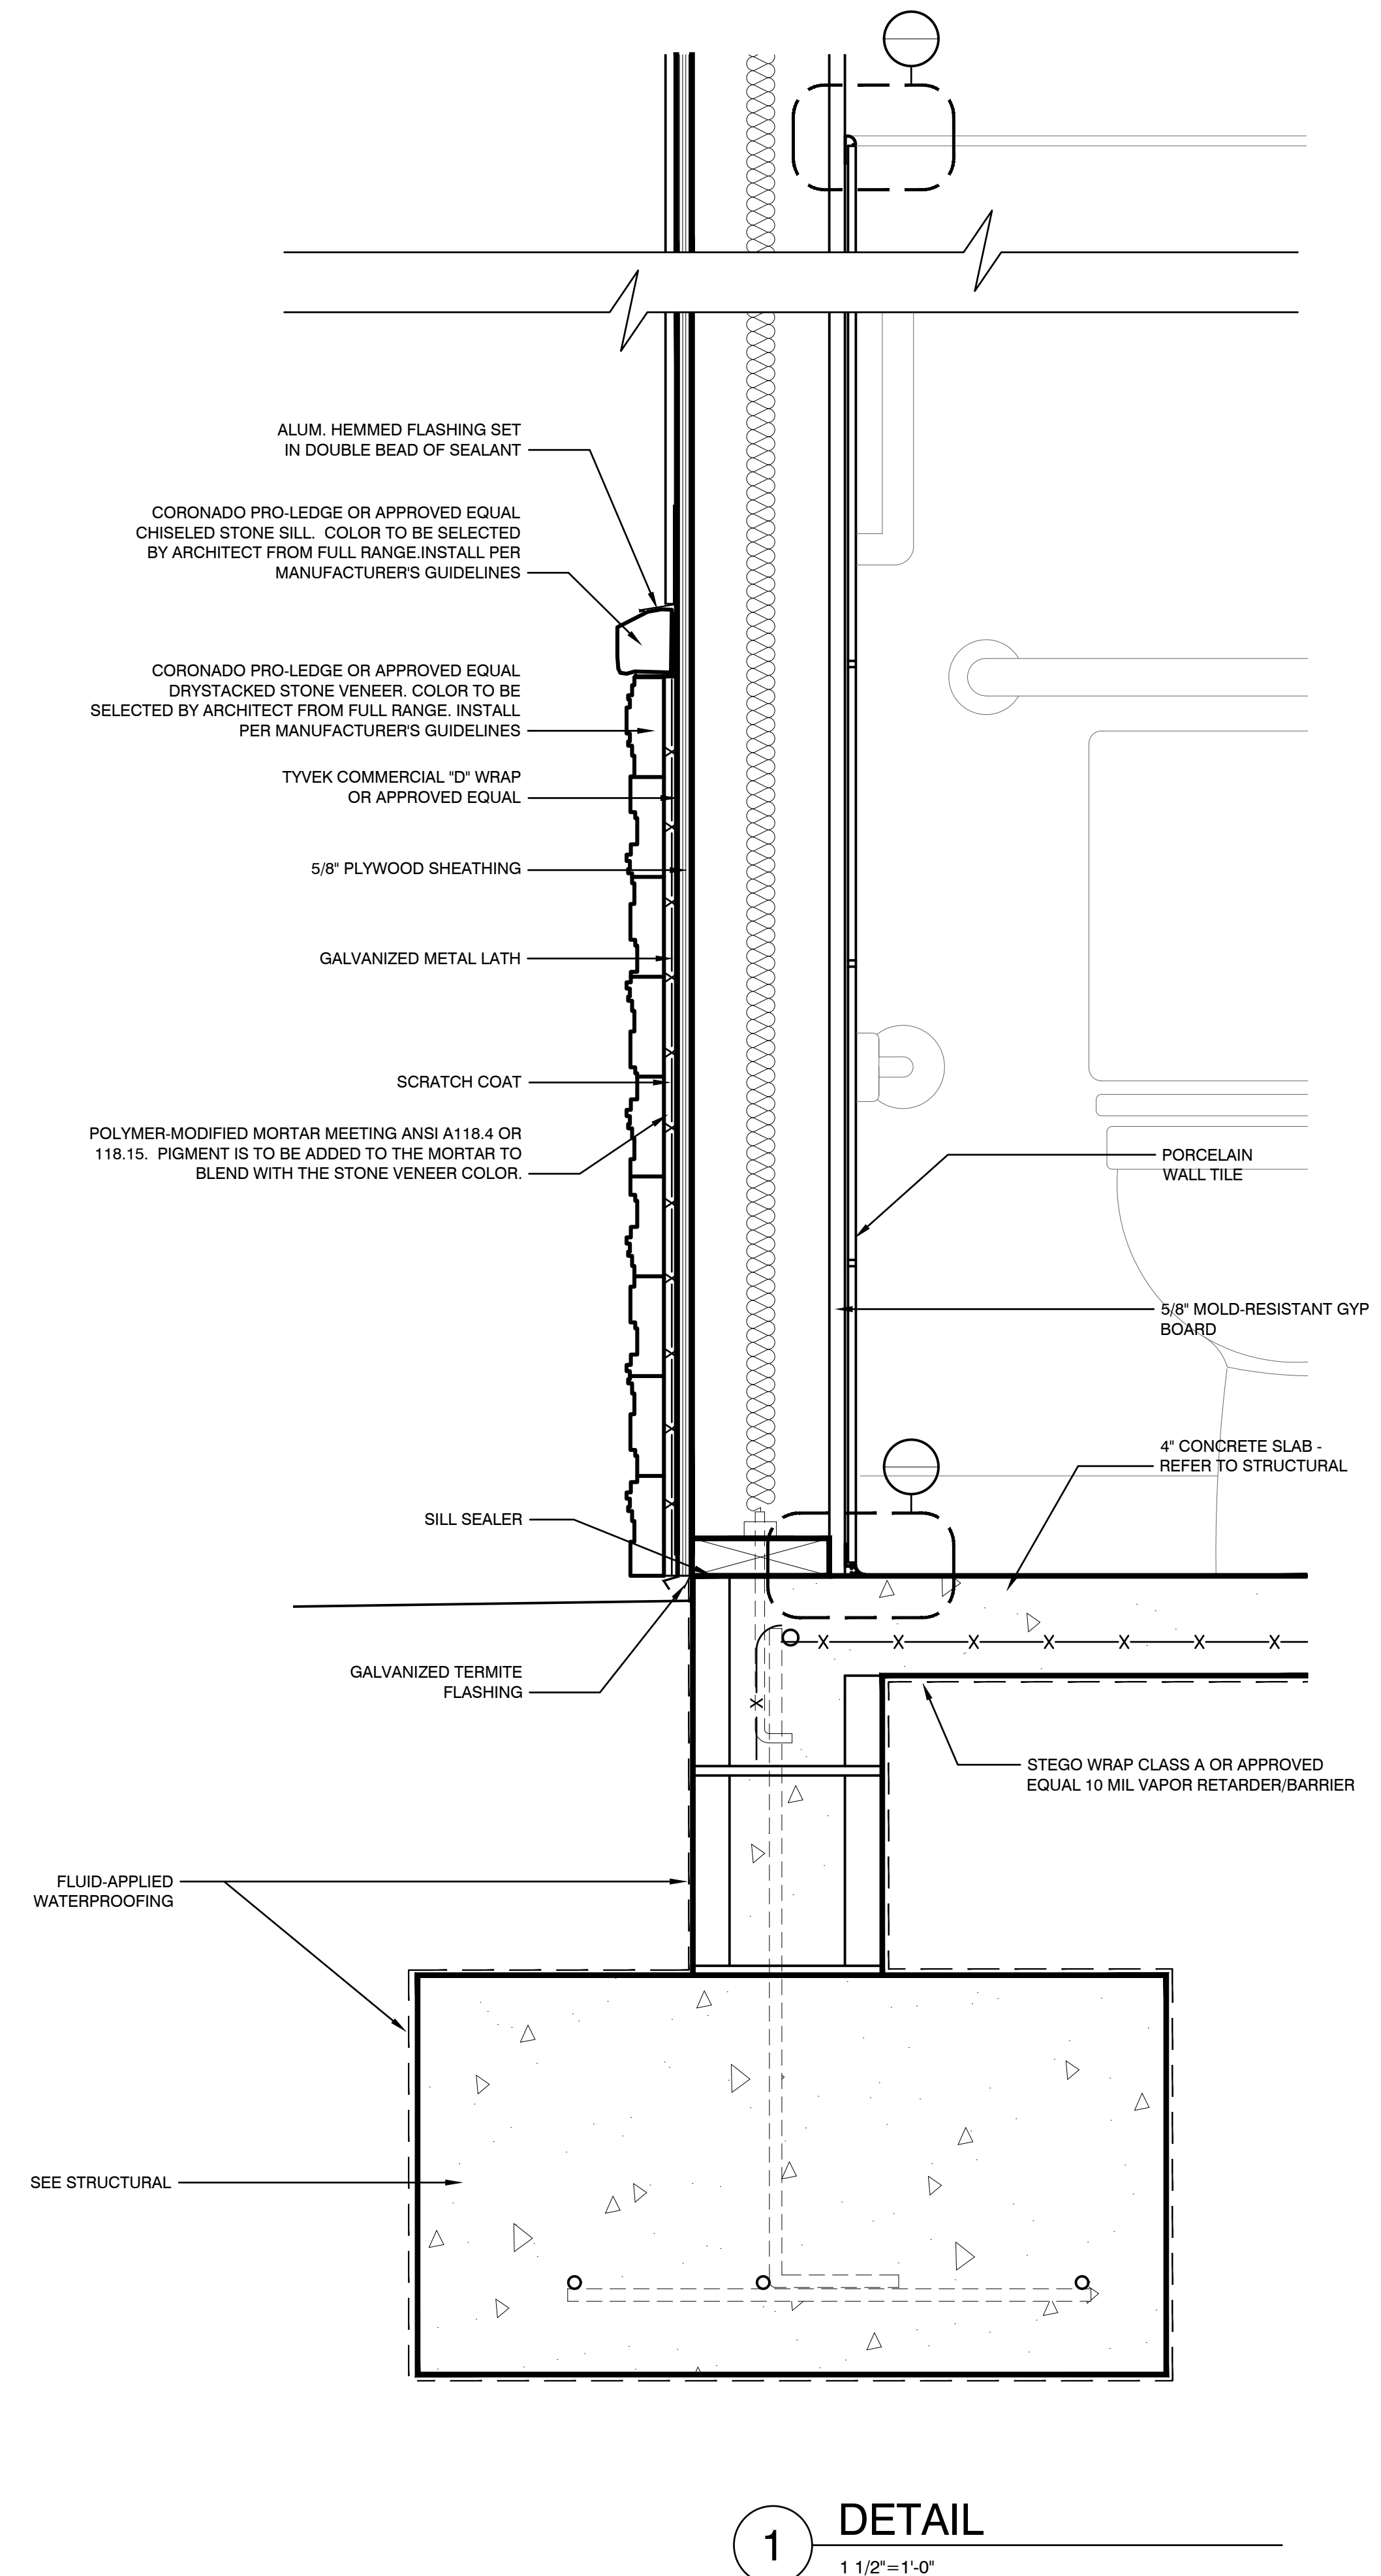 ALUM. HEMMED FLASHING SET
IN DOUBLE BEAD OF SEALANT
CORONADO PRO-LEDGE OR APPROVED EQUAL
CHISELED STONE SILL.  COLOR TO BE SELECTED
BY ARCHITECT FROM FULL RANGE.INSTALL PER
MANUFACTURER'S GUIDELINES
CORONADO PRO-LEDGE OR APPROVED EQUAL
DRYSTACKED STONE VENEER. COLOR TO BE
SELECTED BY ARCHITECT FROM FULL RANGE. INSTALL
PER MANUFACTURER'S GUIDELINES
TYVEK COMMERCIAL "D" WRAP
OR APPROVED EQUAL
5/8" PLYWOOD SHEATHING
GALVANIZED METAL LATH
SCRATCH COAT
POLYMER-MODIFIED MORTAR MEETING ANSI A118.4 OR
118.15.  PIGMENT IS TO BE ADDED TO THE MORTAR TO
BLEND WITH THE STONE VENEER COLOR.
PORCELAIN
WALL TILE
5/8" MOLD-RESISTANT GYP
BOARD
4" CONCRETE SLAB -
REFER TO STRUCTURAL
SILL SEALER
GALVANIZED TERMITE
FLASHING
STEGO WRAP CLASS A OR APPROVED
EQUAL 10 MIL VAPOR RETARDER/BARRIER
FLUID-APPLIED
WATERPROOFING
SEE STRUCTURAL
1
DETAIL
1 1/2"=1'-0"